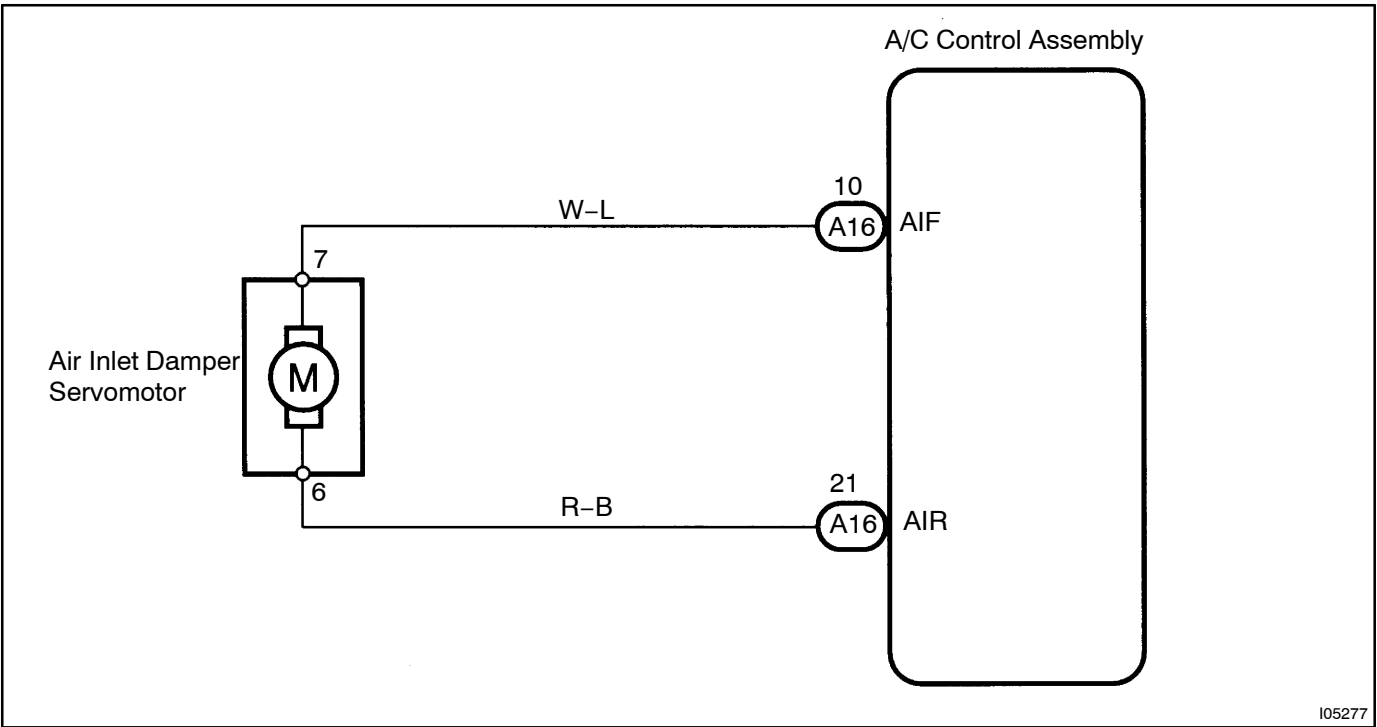 A/C Control Assembly
10
W–L
A16
AIF
7
Air Inlet Damper
Servomotor
M
6
21
R–B
A16
AIR
I05277